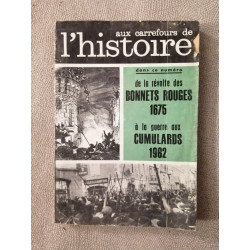 aux carrefours de
l'histoire
dans ce numéro
de la révolte des
BONNETS ROUGES
1675
à la guerre aux
CUMULARDS
1962